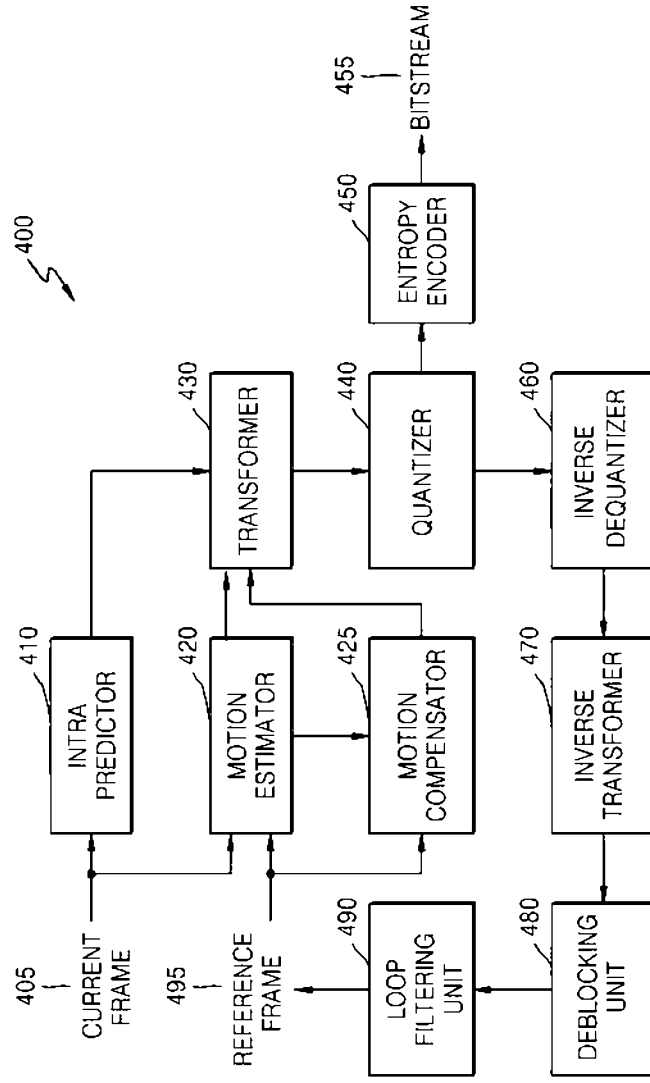 400
405
CURRENT
FRAME
410
INTRA
PREDICTOR
495
REFERENCE
FRAME
420
MOTION
ESTIMATOR
430
TRANSFORMER
490
LOOP
FILTERING
UNIT
425
MOTION
COMPENSATOR
440
QUANTIZER
450
ENTROPY
ENCODER
455
BITSTREAM
480
DEBLOCKING
UNIT
470
INVERSE
TRANSFORMER
460
INVERSE
DEQUANTIZER